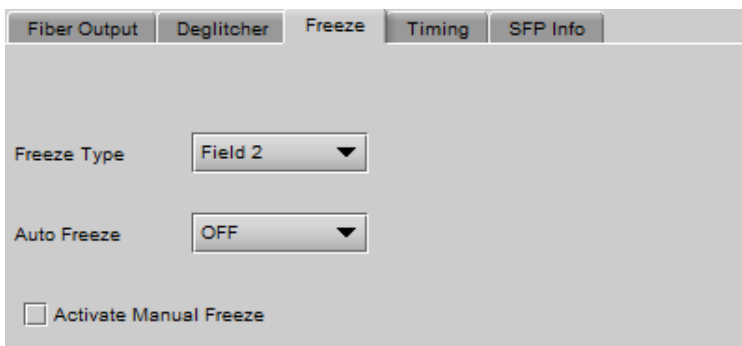 Fiber Output Deglitcher Freeze Timing SFP Info
Freeze Type Field 2
Auto Freeze OFF
Activate Manual Freeze